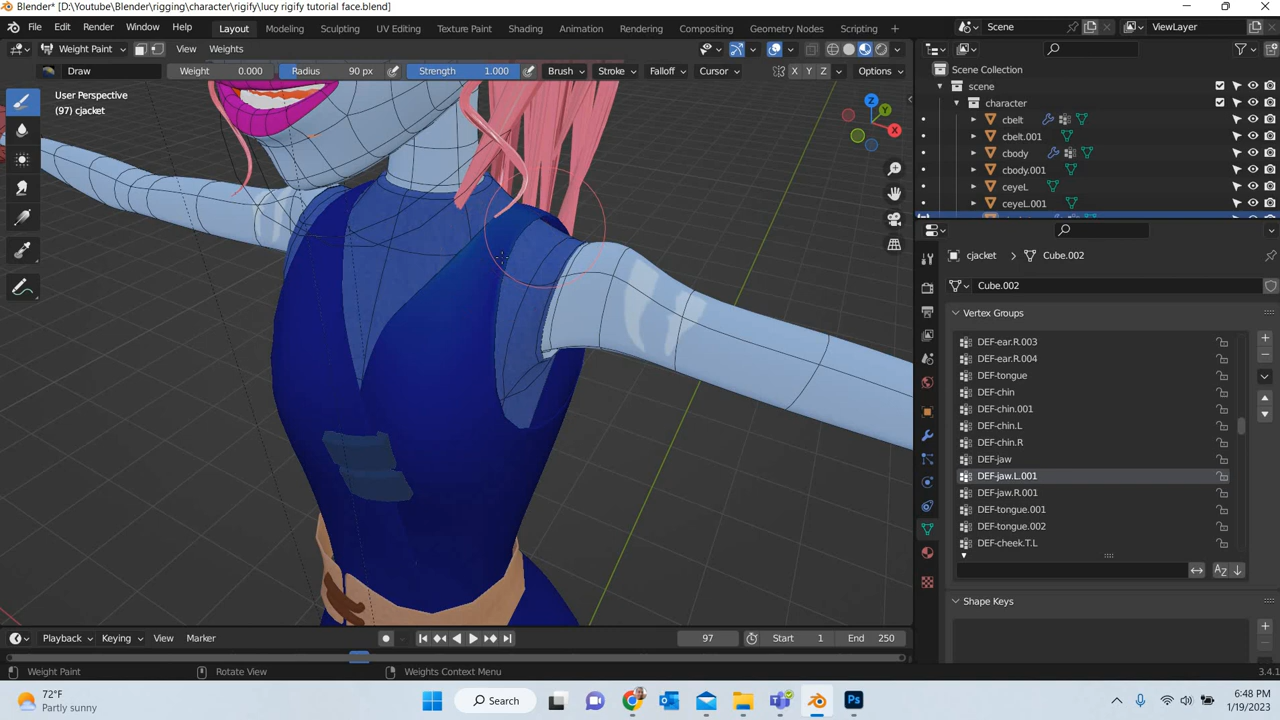 Blender* [D:\Youtube\Blender\rigging\character\rigify\lucy rigify tutorial face.blend]
File Edit Render Window Help Layout Modeling Sculpting UV Editing Texture Paint Shading Animation Rendering Compositing Geometry Nodes Scripting Scene ViewLayer
Weight Paint View Weights
Draw Weight 0.000 Radius 90 px Strength 1.000 Brush Stroke Falloff Cursor X Y Z Options
User Perspective
(97) cjacket
Z
Y
X
Scene Collection
scene
character
cbelt
cbelt.001
cbody
cbody.001
ceyeL
ceyeL.001
cjacket Cube.002
Cube.002
Vertex Groups
DEF-ear.R.003
DEF-ear.R.004
DEF-tongue
DEF-chin
DEF-chin.001
DEF-chin.L
DEF-chin.R
DEF-jaw
DEF-jaw.L.001
DEF-jaw.R.001
DEF-tongue.001
DEF-tongue.002
DEF-cheek.T.L
Shape Keys
Playback Keying View Marker 97 Start 1 End 250
Weight Paint Rotate View Weights Context Menu 3.4.1
72°F
Partly sunny
Search
6:48 PM
1/19/2023